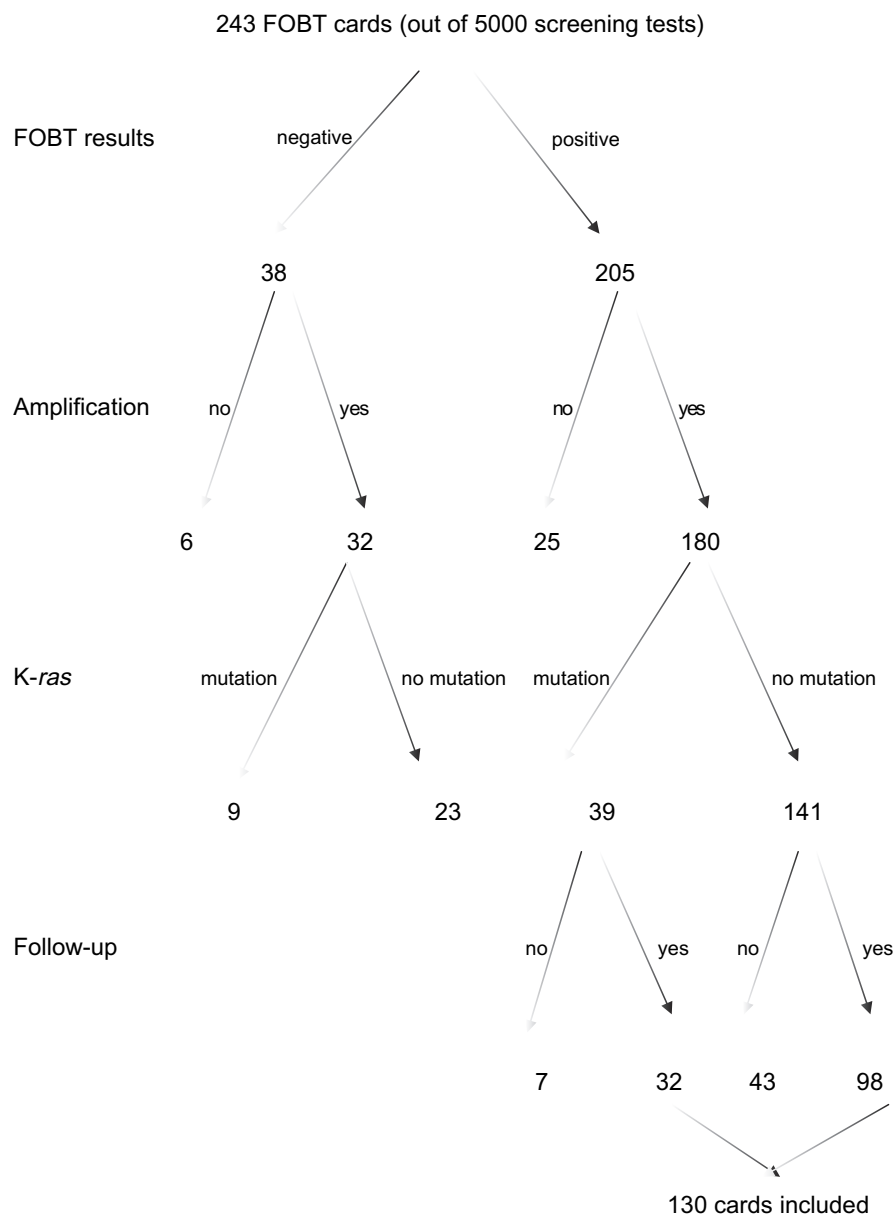 243 FOBT cards (out of 5000 screening tests)
FOBT results negative positive
38 205
Amplification no yes no yes
6 32 25 180
K-ras mutation no mutation mutation no mutation
9 23 39 141
Follow-up no yes no yes
7 32 43 98
130 cards included